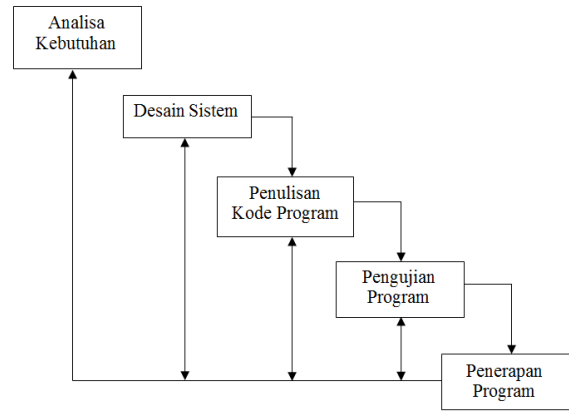 Analisa
Kebutuhan
Desain Sistem
Penulisan
Kode Program
Pengujian
Program
Penerapan
Program